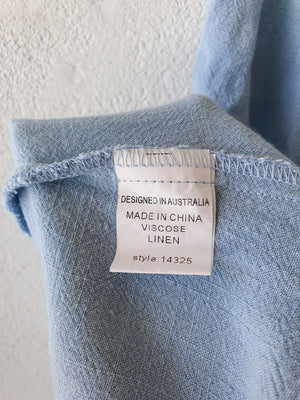 DESIGNED IN AUSTRALIA
MADE IN CHINA
VISCOSE
LINEN
style: 14325